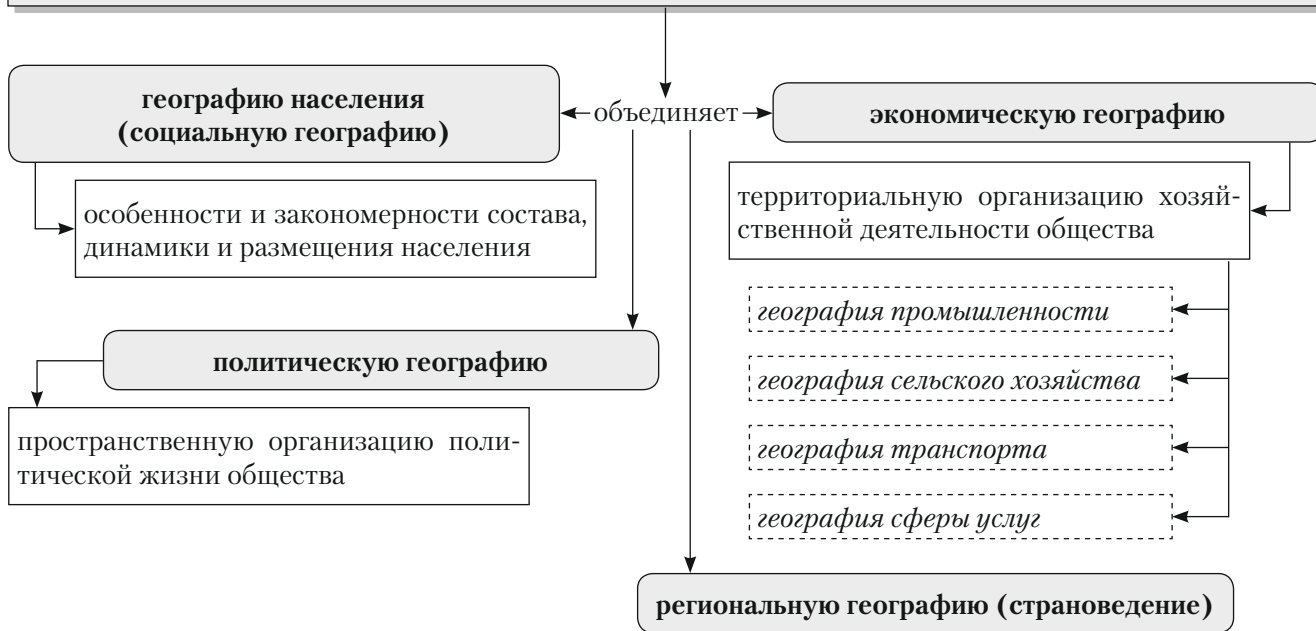 географию населения
(социальную географию)
объединяет
экономическую географию
особенности и закономерности состава,
динамики и размещения населения
территориальную организацию хозяй-
ственной деятельности общества
география промышленности
политическую географию
география сельского хозяйства
пространственную организацию поли-
тической жизни общества
география транспорта
география сферы услуг
региональную географию (страноведение)